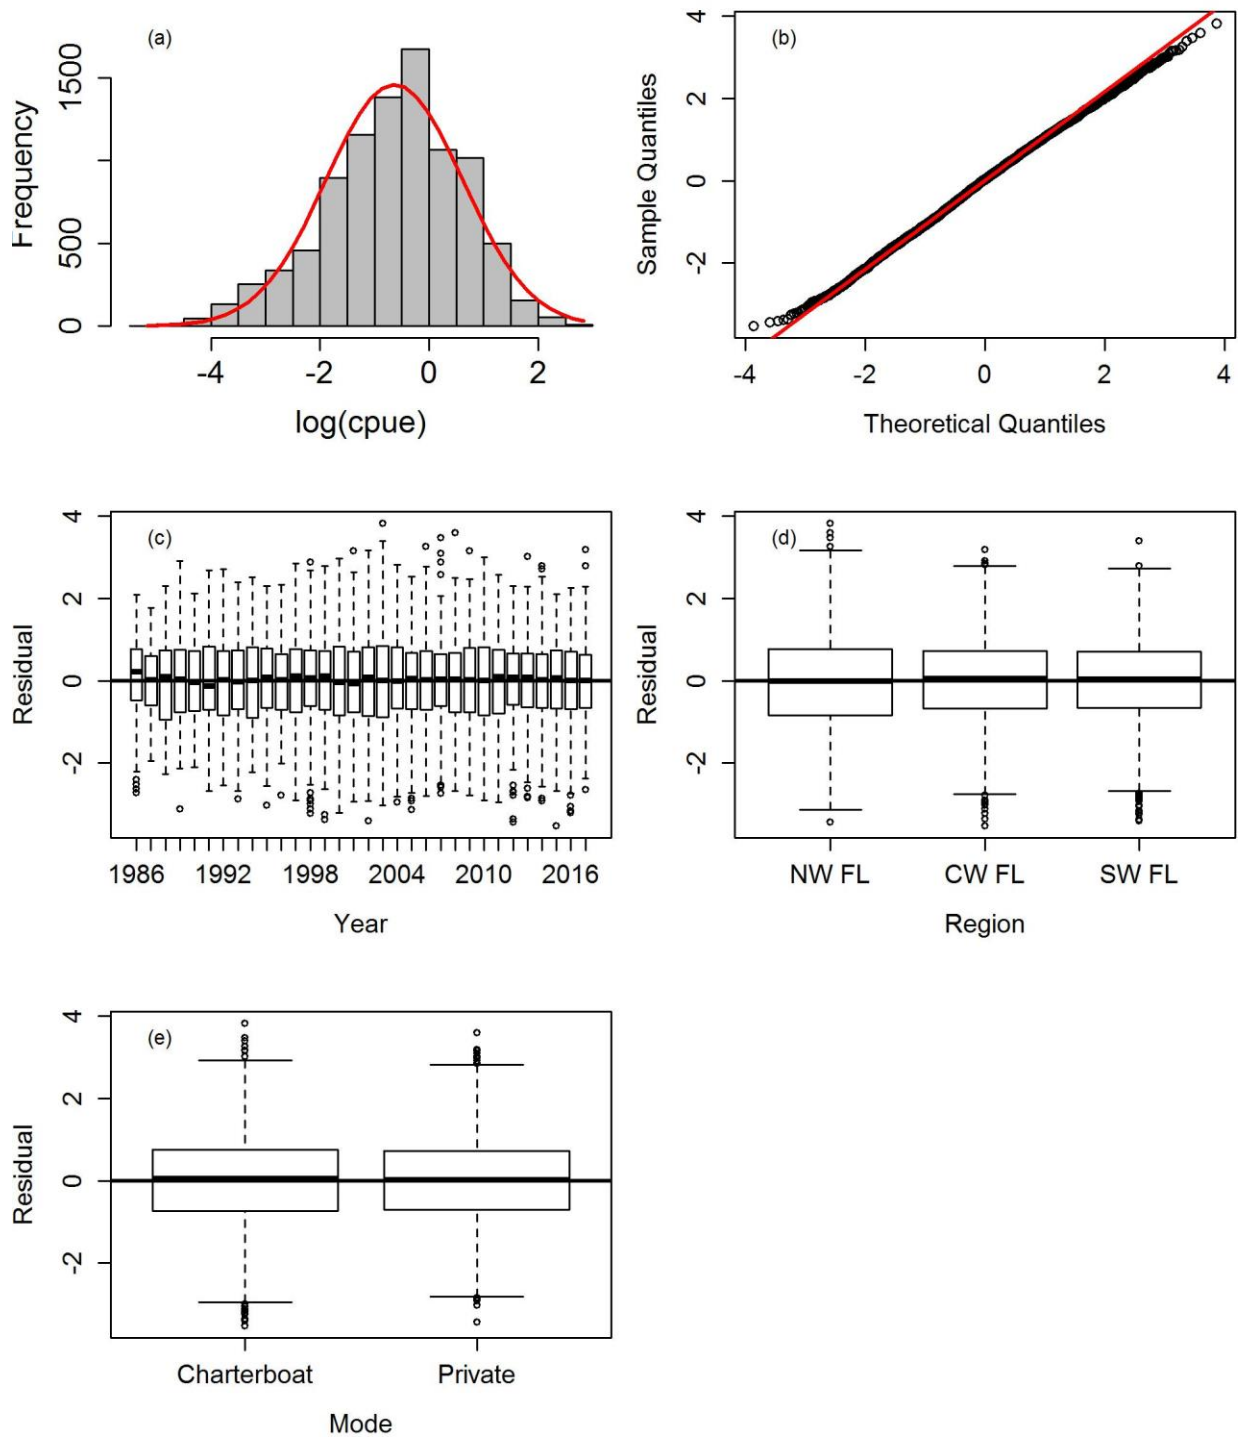 (a)
Frequency
1500
500
0
-4 -2 0 2
log(cpue)
(b)
Sample Quantiles
4
2
0
-2
-4 -2 0 2 4
Theoretical Quantiles
(c)
Residual
4
2
0
-2
1986 1992 1998 2004 2010 2016
Year
(d)
Residual
4
2
0
-2
NW FL CW FL SW FL
Region
(e)
Residual
4
2
0
-2
Charterboat Private
Mode